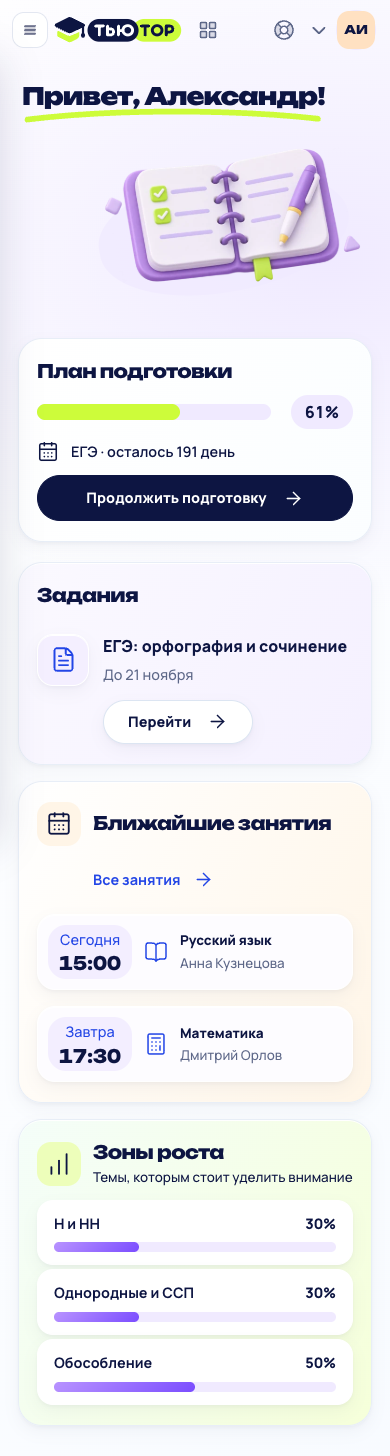 ТЬЮТОР
АИ
Привет, Александр!
План подготовки
61%
ЕГЭ · осталось 191 день
Продолжить подготовку
Задания
ЕГЭ: орфография и сочинение
До 21 ноября
Перейти
Ближайшие занятия
Все занятия
Сегодня
15:00
Русский язык
Анна Кузнецова
Завтра
17:30
Математика
Дмитрий Орлов
Зоны роста
Темы, которым стоит уделить внимание
Н и НН 30%
Однородные и ССП 30%
Обособление 50%